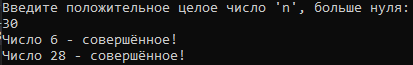 Введите положительное целое число 'n', больше нуля:
30
Число 6 - совершённое!
Число 28 - совершённое!